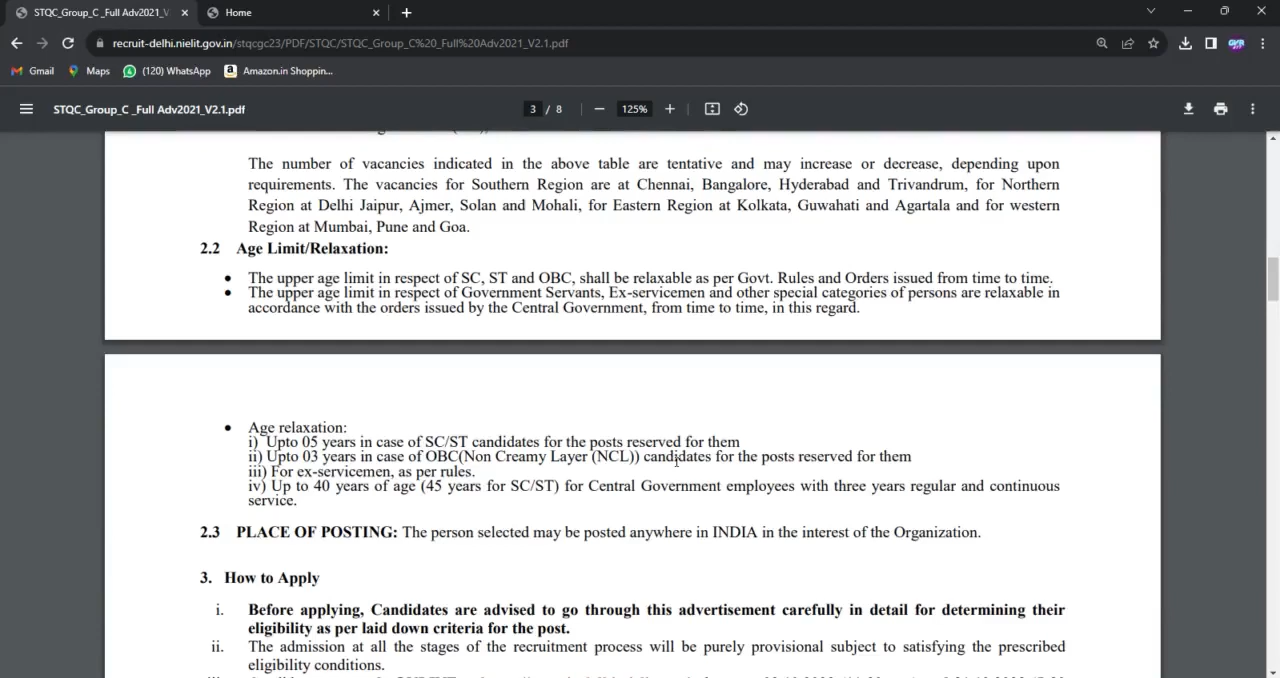 STQC_Group_C _Full Adv2021_V
Home
recruit-delhi.nielit.gov.in/stqcgc23/PDF/STQC/STQC_Group_C%20_Full%20Adv2021_V2.1.pdf
Gmail
Maps
(120) WhatsApp
Amazon.in Shoppin...
STQC_Group_C _Full Adv2021_V2.1.pdf
3 / 8
125%
The number of vacancies indicated in the above table are tentative and may increase or decrease, depending upon
requirements. The vacancies for Southern Region are at Chennai, Bangalore, Hyderabad and Trivandrum, for Northern
Region at Delhi Jaipur, Ajmer, Solan and Mohali, for Eastern Region at Kolkata, Guwahati and Agartala and for western
Region at Mumbai, Pune and Goa.
2.2 Age Limit/Relaxation:
• The upper age limit in respect of SC, ST and OBC, shall be relaxable as per Govt. Rules and Orders issued from time to time.
• The upper age limit in respect of Government Servants, Ex-servicemen and other special categories of persons are relaxable in
accordance with the orders issued by the Central Government, from time to time, in this regard.
• Age relaxation:
i) Upto 05 years in case of SC/ST candidates for the posts reserved for them
ii) Upto 03 years in case of OBC(Non Creamy Layer (NCL)) candidates for the posts reserved for them
iii) For ex-servicemen, as per rules.
iv) Up to 40 years of age (45 years for SC/ST) for Central Government employees with three years regular and continuous
service.
2.3 PLACE OF POSTING: The person selected may be posted anywhere in INDIA in the interest of the Organization.
3. How to Apply
i. Before applying, Candidates are advised to go through this advertisement carefully in detail for determining their
eligibility as per laid down criteria for the post.
ii. The admission at all the stages of the recruitment process will be purely provisional subject to satisfying the prescribed
eligibility conditions.